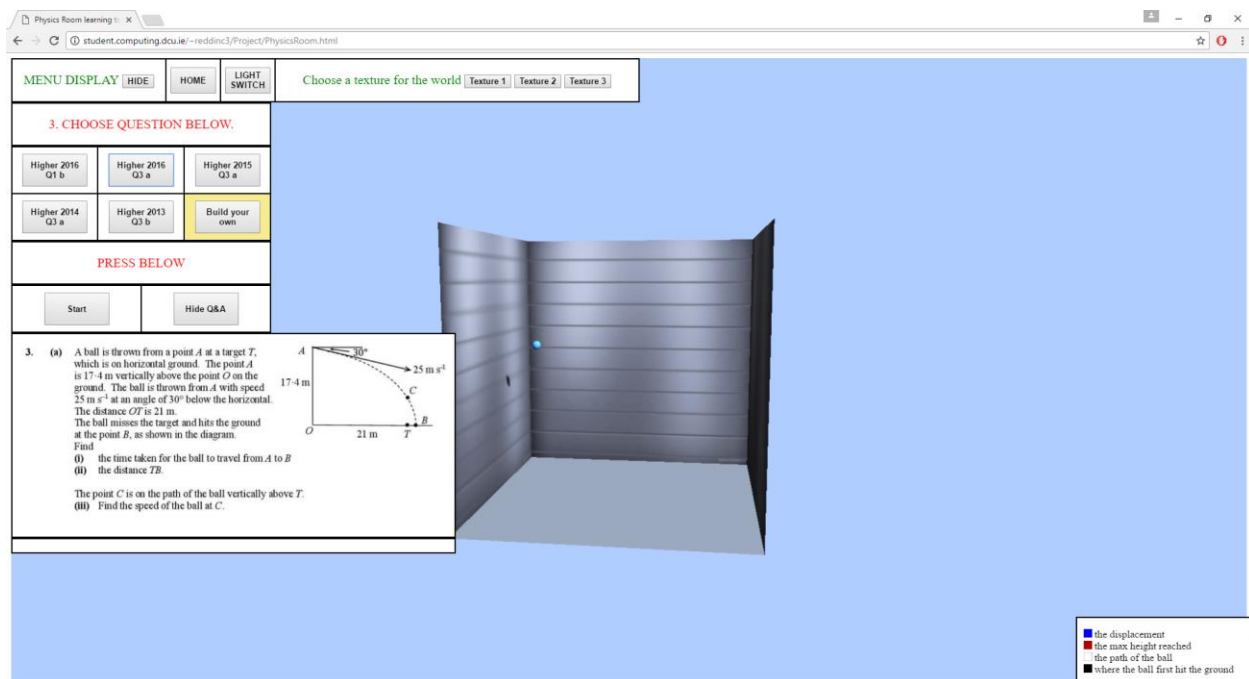 Physics Room learning t
student.computing.dcu.ie/~reddinc3/Project/PhysicsRoom.html
MENU DISPLAY HIDE
HOME
LIGHT
SWITCH
Choose a texture for the world Texture 1 Texture 2 Texture 3
3. CHOOSE QUESTION BELOW.
Higher 2016
Q1 b
Higher 2016
Q3 a
Higher 2015
Q3 a
Higher 2014
Q3 a
Higher 2013
Q3 b
Build your
own
PRESS BELOW
Start
Hide Q&A
3. (a) A ball is thrown from a point A at a target T,
which is on horizontal ground. The point A
is 17·4 m vertically above the point O on the
ground. The ball is thrown from A with speed
25 m s⁻¹ at an angle of 30° below the horizontal.
The distance OT is 21 m.
The ball misses the target and hits the ground
at the point B, as shown in the diagram.
Find
(i) the time taken for the ball to travel from A to B
(ii) the distance TB.
The point C is on the path of the ball vertically above T.
(iii) Find the speed of the ball at C.
A
30°
25 m s⁻¹
17·4 m
C
B
O
21 m
T
the displacement
the max height reached
the path of the ball
where the ball first hit the ground